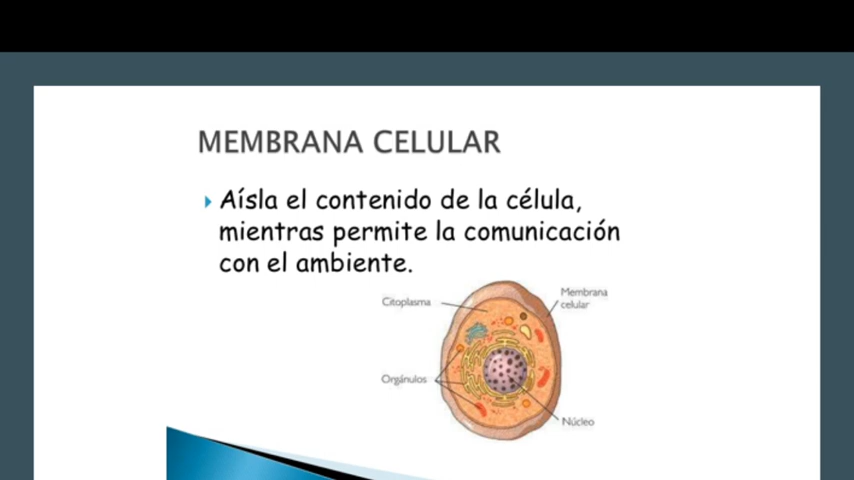 MEMBRANA CELULAR
Aísla el contenido de la célula,
mientras permite la comunicación
con el ambiente.
Citoplasma
Membrana
celular
Orgánulos
Núcleo